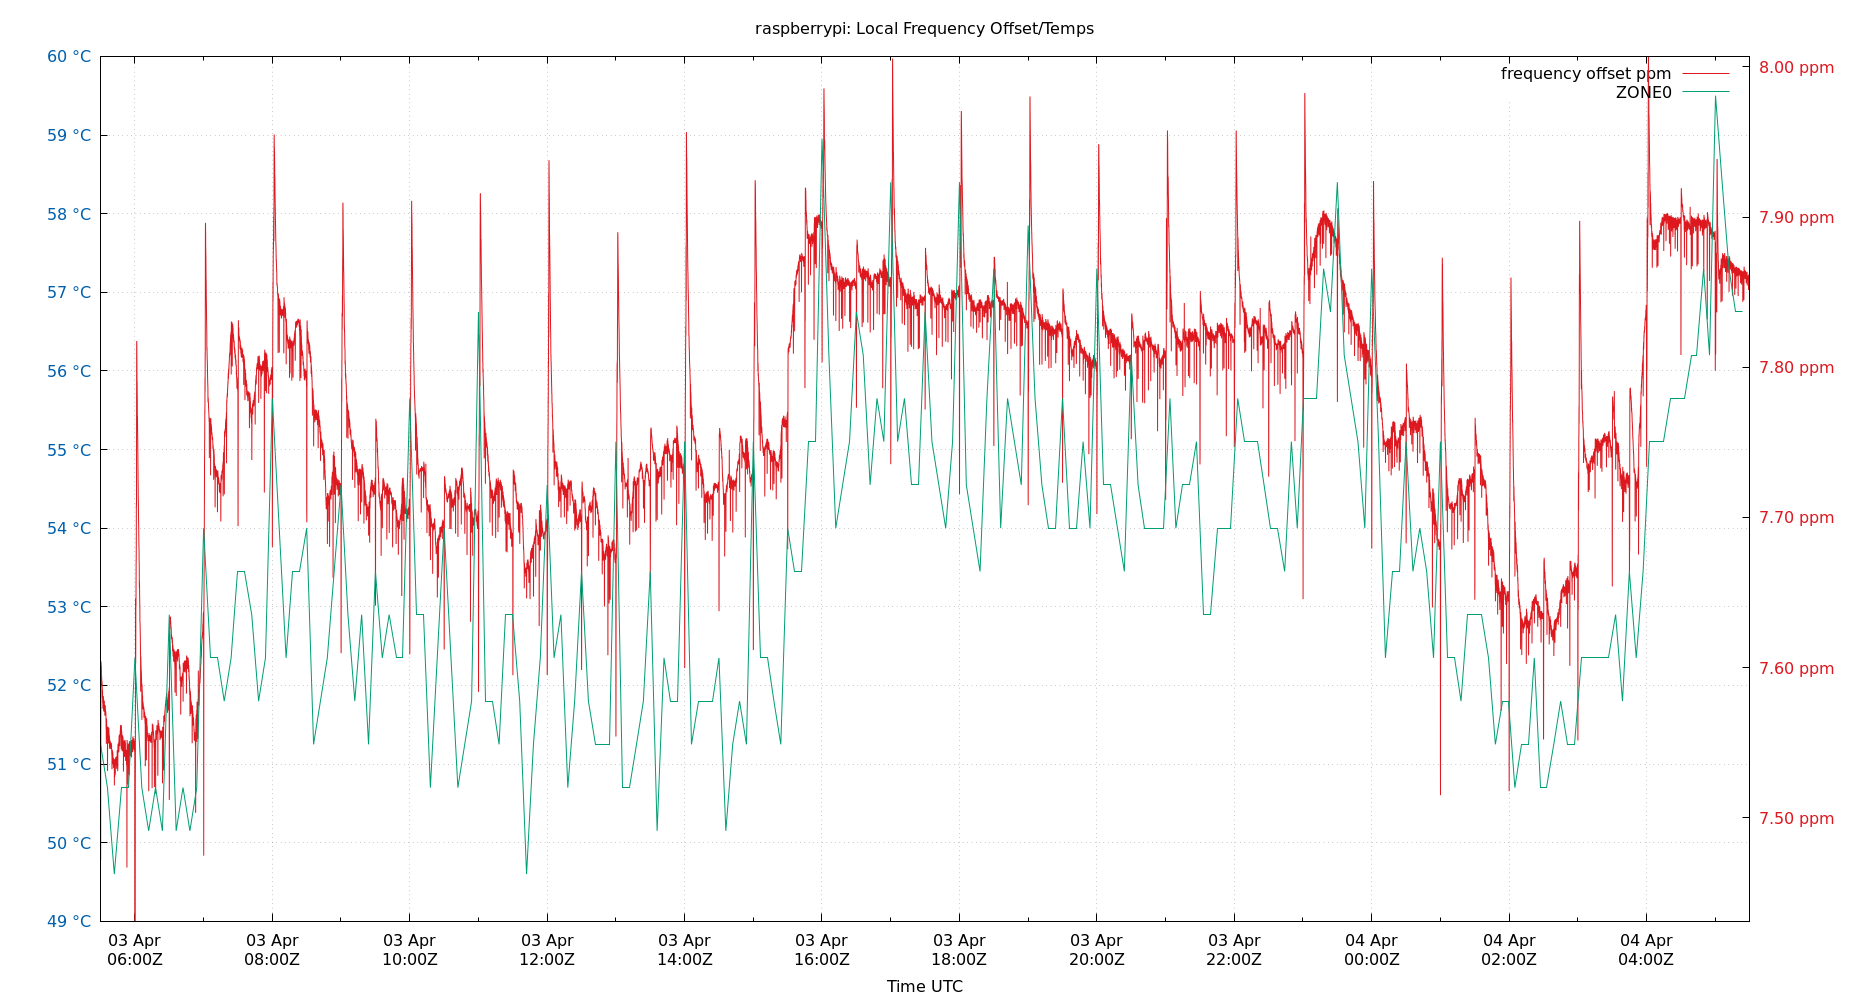 raspberrypi: Local Frequency Offset/Temps
60 °C
59 °C
58 °C
57 °C
56 °C
55 °C
54 °C
53 °C
52 °C
51 °C
50 °C
49 °C
frequency offset ppm
ZONE0
8.00 ppm
7.90 ppm
7.80 ppm
7.70 ppm
7.60 ppm
7.50 ppm
03 Apr 03 Apr 03 Apr 03 Apr 03 Apr 03 Apr 03 Apr 03 Apr 03 Apr 04 Apr 04 Apr 04 Apr
06:00Z 08:00Z 10:00Z 12:00Z 14:00Z 16:00Z 18:00Z 20:00Z 22:00Z 00:00Z 02:00Z 04:00Z
Time UTC